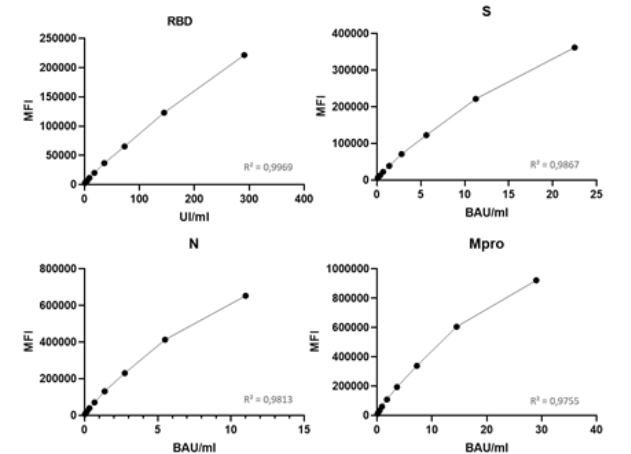 RBD
250000
200000
150000
100000
50000
0
MFI
R² = 0,9969
0 100 200 300 400
UI/ml
S
400000
300000
200000
100000
0
MFI
R² = 0,9867
0 5 10 15 20 25
BAU/ml
N
800000
600000
400000
200000
0
MFI
R² = 0,9813
0 5 10 15
BAU/ml
Mpro
1000000
800000
600000
400000
200000
0
MFI
R² = 0,9755
0 10 20 30 40
BAU/ml